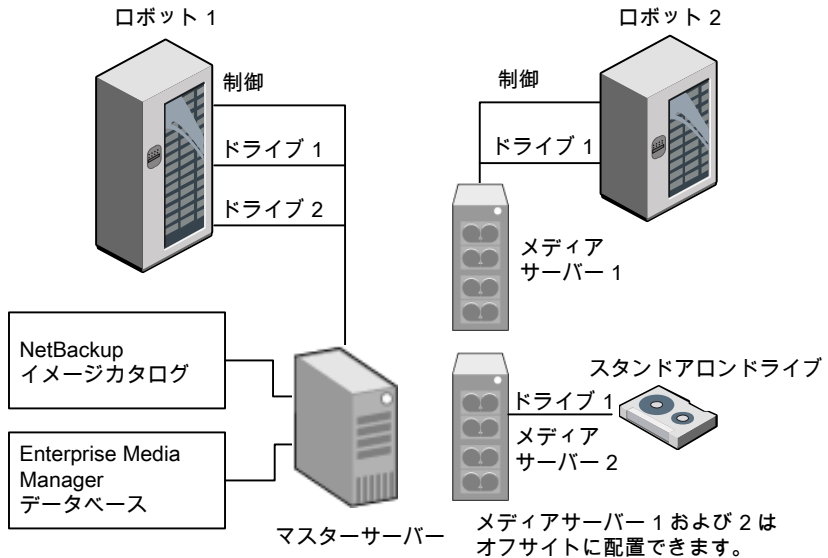 ロボット 1
ロボット 2
制御
ドライブ 1
ドライブ 2
制御
ドライブ 1
メディア
サーバー 1
NetBackup
イメージカタログ
Enterprise Media
Manager
データベース
マスターサーバー
スタンドアロンドライブ
ドライブ 1
メディア
サーバー 2
メディアサーバー 1 および 2 は
オフサイトに配置できます。